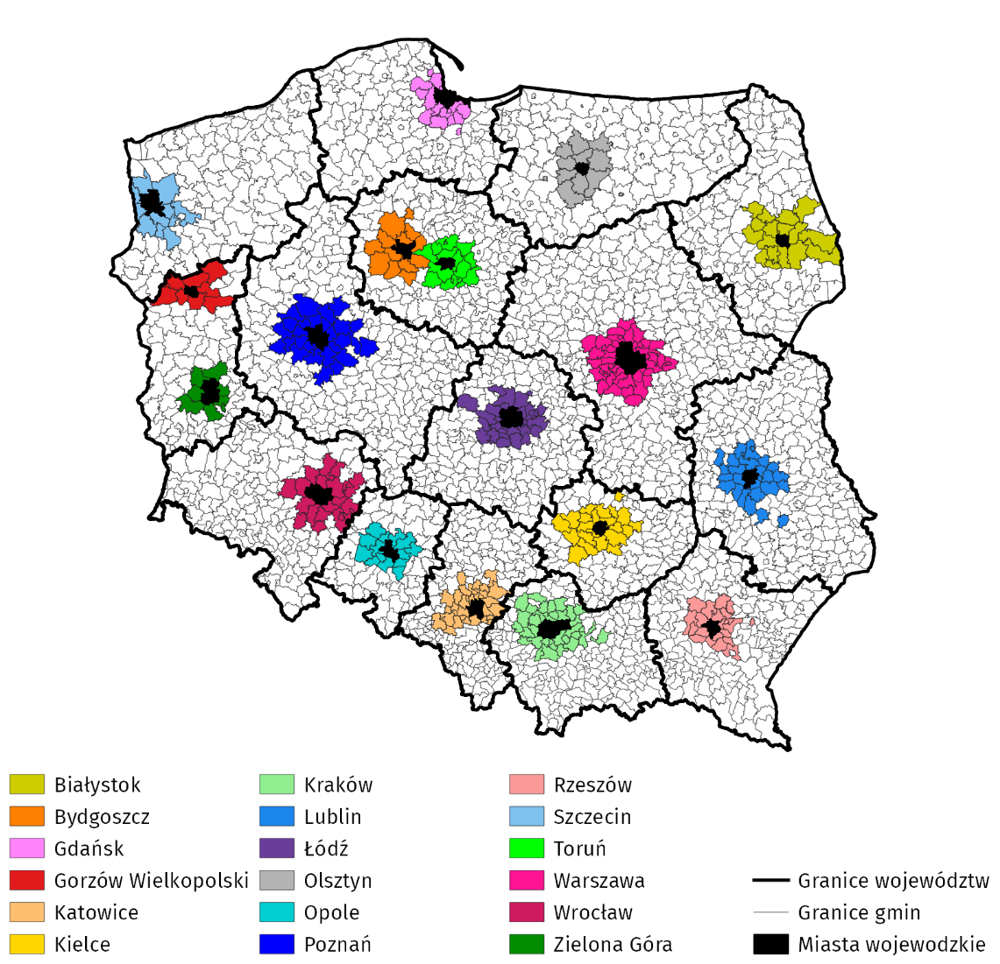 Białystok
Bydgoszcz
Gdańsk
Gorzów Wielkopolski
Katowice
Kielce
Kraków
Lublin
Łódź
Olsztyn
Opole
Poznań
Rzeszów
Szczecin
Toruń
Warszawa
Wrocław
Zielona Góra
Granice województw
Granice gmin
Miasta wojewodzkie